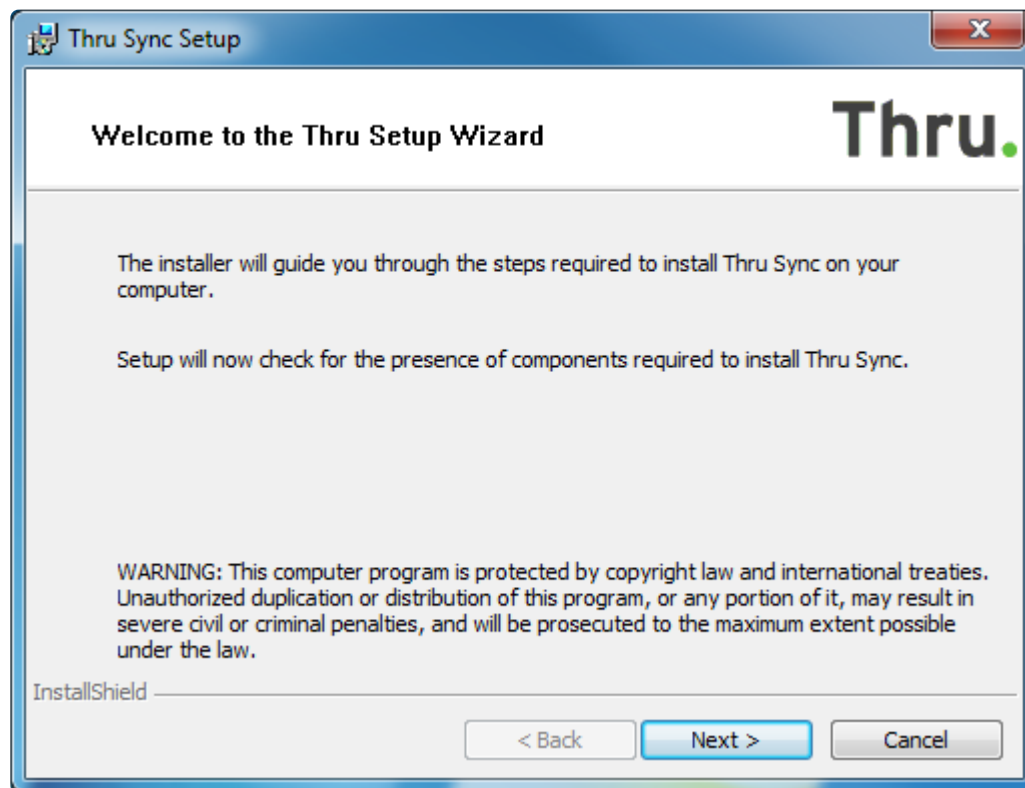 Thru Sync Setup
Welcome to the Thru Setup Wizard
Thru.
The installer will guide you through the steps required to install Thru Sync on your
computer.
Setup will now check for the presence of components required to install Thru Sync.
WARNING: This computer program is protected by copyright law and international treaties.
Unauthorized duplication or distribution of this program, or any portion of it, may result in
severe civil or criminal penalties, and will be prosecuted to the maximum extent possible
under the law.
InstallShield
< Back
Next >
Cancel